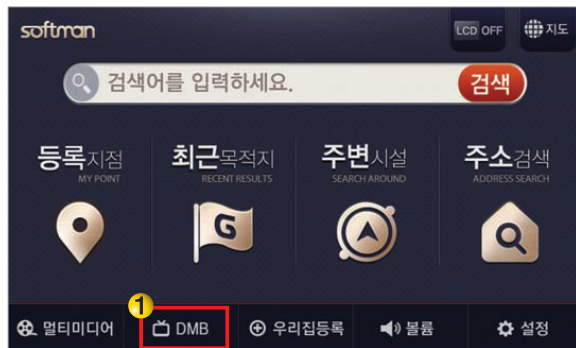 softman
LCD OFF 지도
검색어를 입력하세요. 검색
등록지점 최근목적지 주변시설 주소검색
MY POINT RECENT RESULTS SEARCH AROUND ADDRESS SEARCH
G
1
멀티미디어 DMB 우리집등록 볼륨 설정